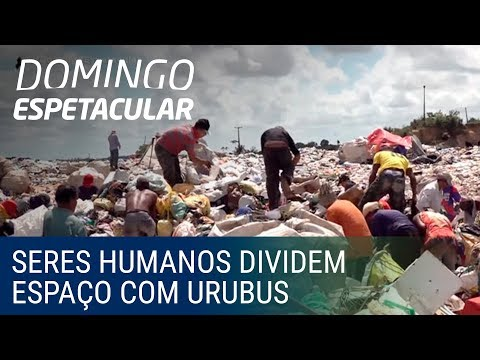 DOMINGO
ESPETACULAR
SERES HUMANOS DIVIDEM
ESPAÇO COM URUBUS